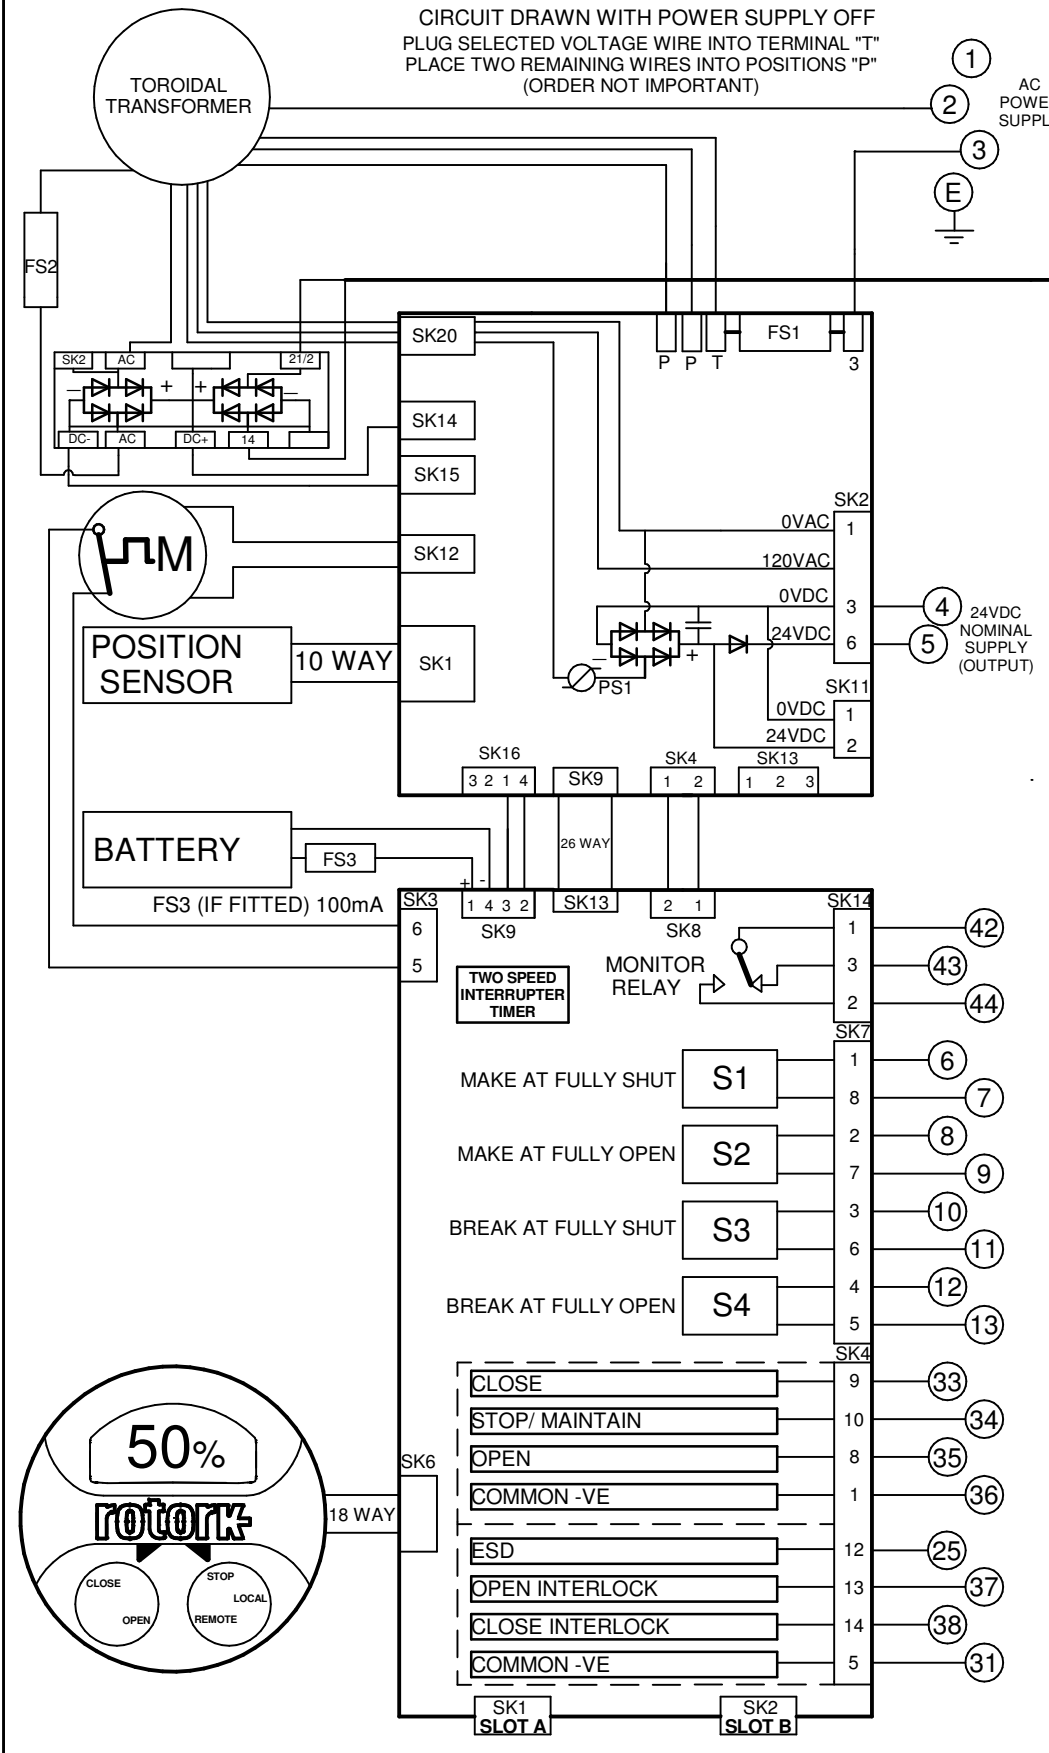 CIRCUIT DRAWN WITH POWER SUPPLY OFF
PLUG SELECTED VOLTAGE WIRE INTO TERMINAL "T"
PLACE TWO REMAINING WIRES INTO POSITIONS "P"
(ORDER NOT IMPORTANT)
TOROIDAL
TRANSFORMER
1
2
AC
POWE
SUPPL
3
E
FS2
SK20
P P T
FS1
3
SK2 AC 21/2
− + + −
DC- AC DC+ 14
SK14
SK15
SK12
M
SK2
0VAC 1
120VAC
0VDC 3
24VDC 6
4
5
24VDC
NOMINAL
SUPPLY
(OUTPUT)
− +
PS1
POSITION
SENSOR
10 WAY
SK1
SK11
0VDC 1
24VDC 2
SK16
3 2 1 4
SK9
SK4
1 2
SK13
1 2 3
26 WAY
BATTERY
FS3
+ -
FS3 (IF FITTED) 100mA
SK3
6
5
1 4 3 2
SK9
SK13
2 1
SK8
TWO SPEED
INTERRUPTER
TIMER
MONITOR
RELAY
SK14
1 42
3 43
2 44
SK7
MAKE AT FULLY SHUT S1
1 6
8 7
MAKE AT FULLY OPEN S2
2 8
7 9
BREAK AT FULLY SHUT S3
3 10
6 11
BREAK AT FULLY OPEN S4
4 12
5 13
SK4
CLOSE 9 33
STOP/ MAINTAIN 10 34
OPEN 8 35
COMMON -VE 1 36
ESD 12 25
OPEN INTERLOCK 13 37
CLOSE INTERLOCK 14 38
COMMON -VE 5 31
50%
rotork
CLOSE
OPEN
STOP
LOCAL
REMOTE
18 WAY
SK6
SK1
SLOT A
SK2
SLOT B